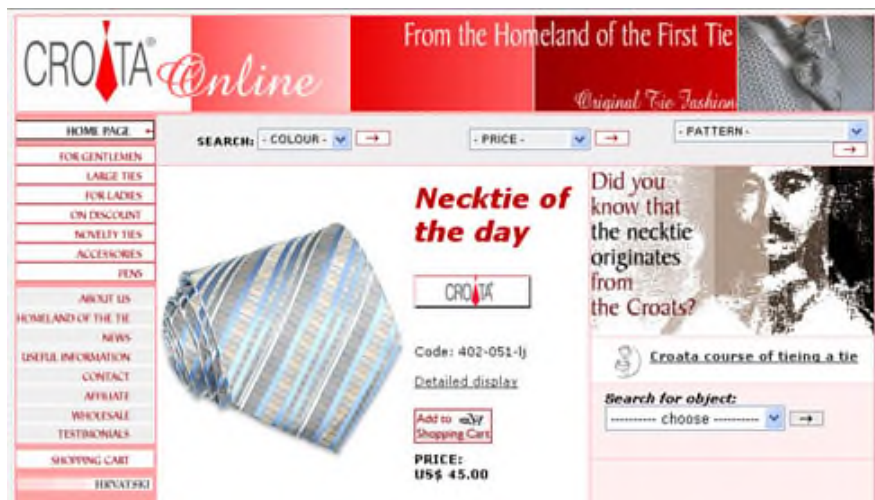 CROATA®
Online
From the Homeland of the First Tie
Original Tie Fashion
HOME PAGE
FOR GENTLEMEN
LARGE TIES
FOR LADIES
ON DISCOUNT
NOVELTY TIES
ACCESSORIES
PENS
ABOUT US
HOMELAND OF THE TIE
NEWS
USEFUL INFORMATION
CONTACT
AFFILIATE
WHOLESALE
TESTIMONIALS
SHOPPING CART
HRVATSKI
SEARCH: - COLOUR -
- PRICE -
- PATTERN -
Necktie of
the day
CROATA
Code: 402-051-lj
Detailed display
Add to
Shopping Cart
PRICE:
US$ 45.00
Did you
know that
the necktie
originates
from
the Croats?
Croata course of tieing a tie
Search for object:
---------- choose ----------